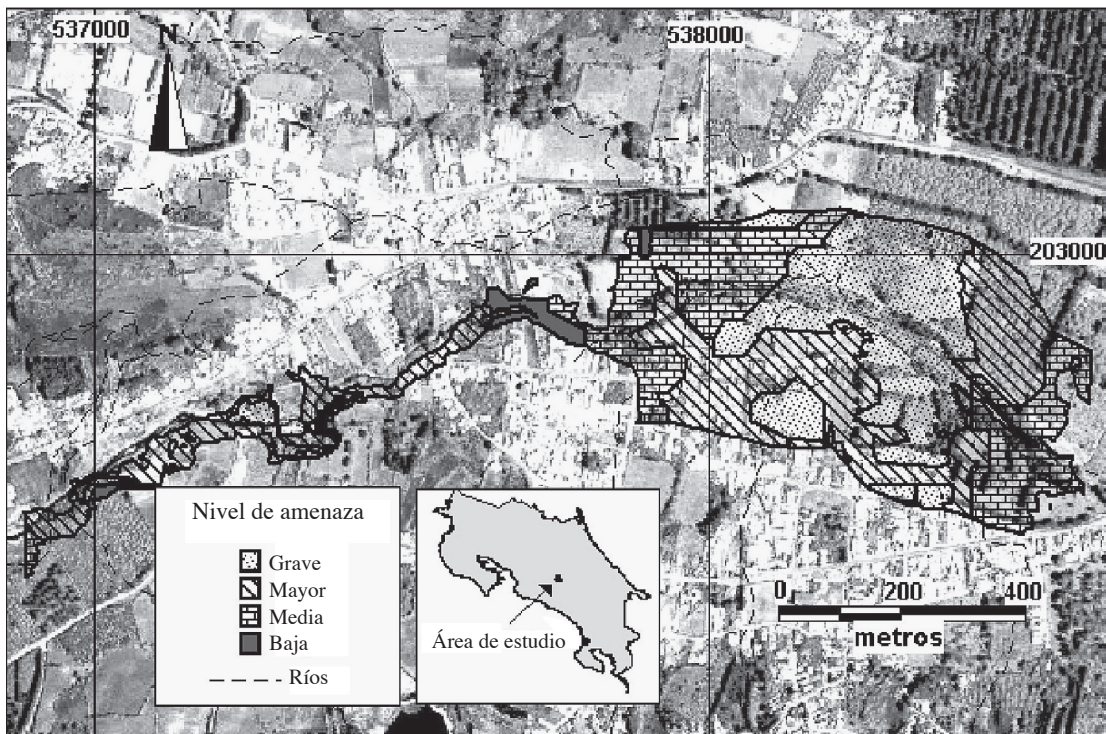 537000
N
538000
203000
Nivel de amenaza
Grave
Mayor
Media
Baja
Ríos
Área de estudio
0 200 400
metros